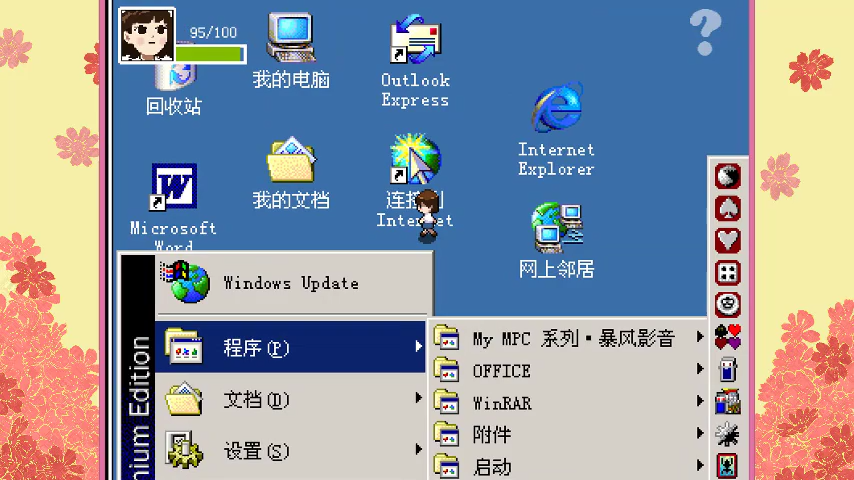 95/100
我的电脑
回收站
Outlook
Express
Internet
Explorer
我的文档
连接到
Internet
Microsoft
Word
网上邻居
Windows Update
程序(P)
文档(D)
设置(S)
nium Edition
My MPC 系列·暴风影音
OFFICE
WinRAR
附件
启动